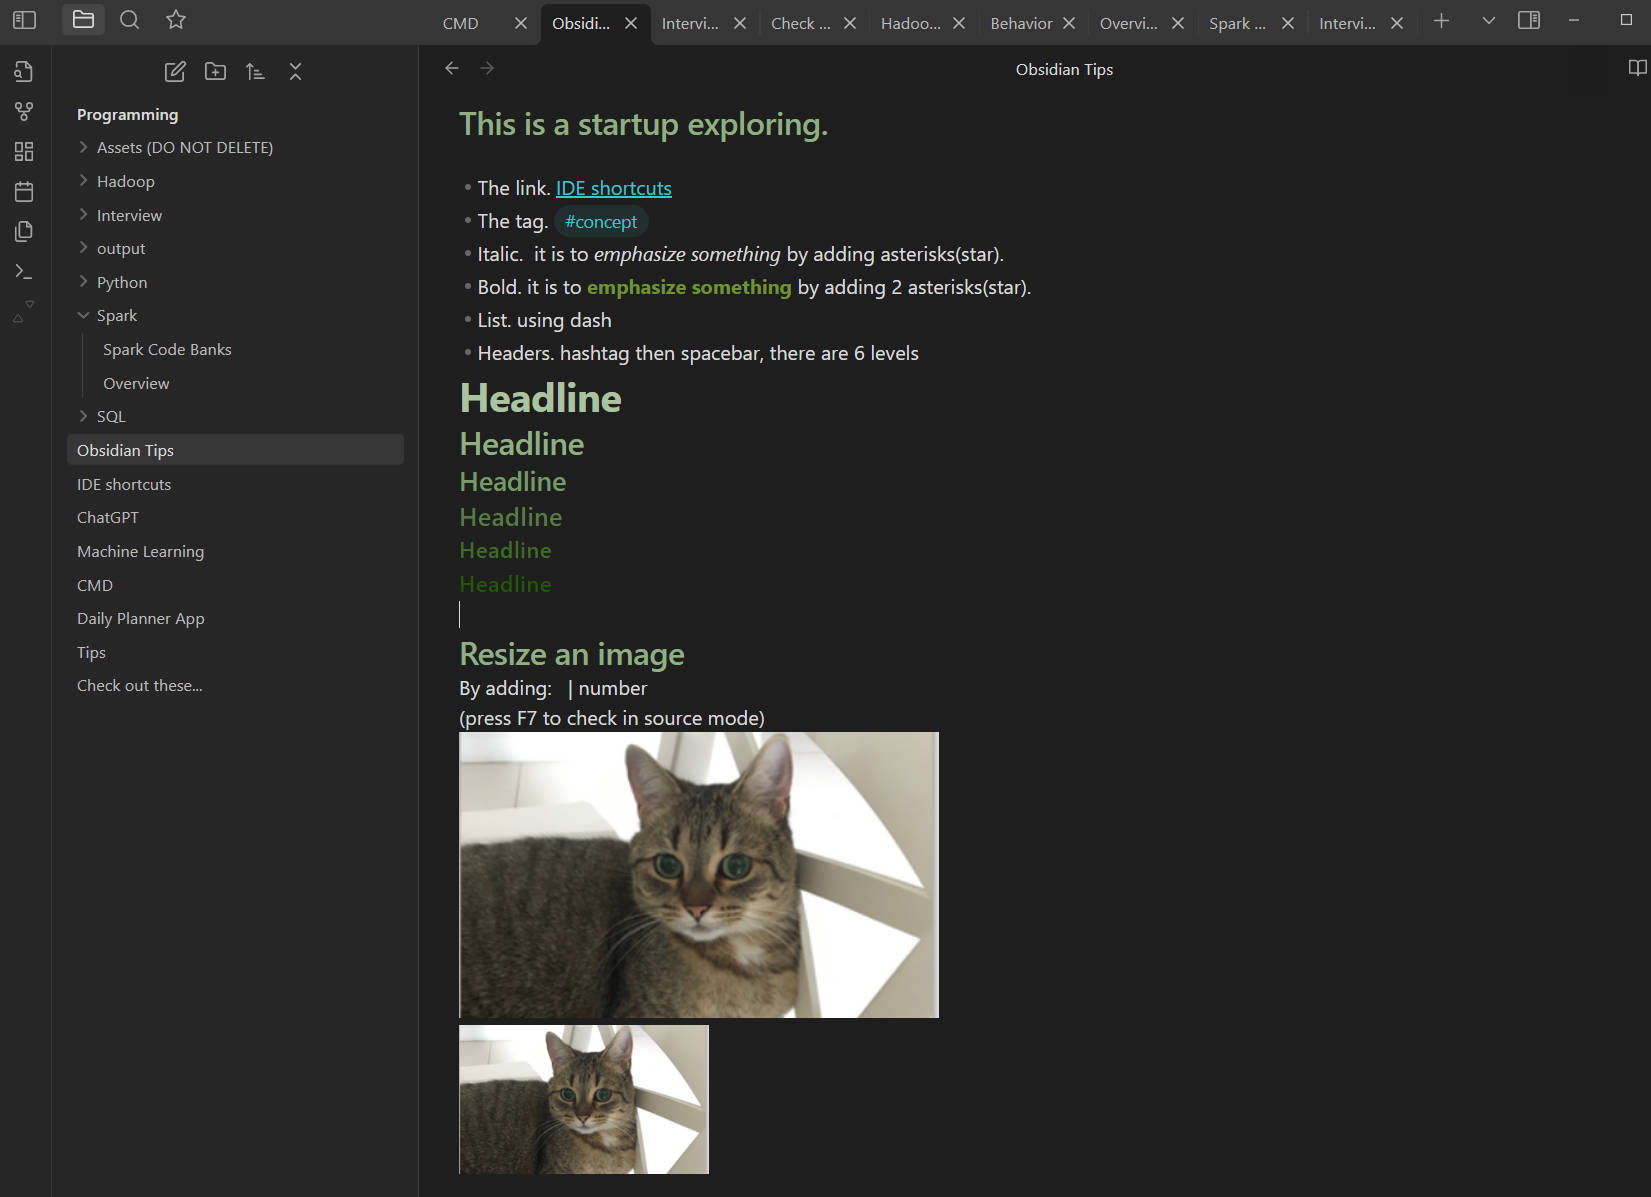 CMD
Obsidi...
Intervi...
Check ...
Hadoo...
Behavior
Overvi...
Spark ...
Intervi...
Obsidian Tips
Programming
Assets (DO NOT DELETE)
Hadoop
Interview
output
Python
Spark
Spark Code Banks
Overview
SQL
Obsidian Tips
IDE shortcuts
ChatGPT
Machine Learning
CMD
Daily Planner App
Tips
Check out these...
This is a startup exploring.
The link. IDE shortcuts
The tag. #concept
Italic.  it is to emphasize something by adding asterisks(star).
Bold. it is to emphasize something by adding 2 asterisks(star).
List. using dash
Headers. hashtag then spacebar, there are 6 levels
Headline
Headline
Headline
Headline
Headline
Headline
Resize an image
By adding:   | number
(press F7 to check in source mode)